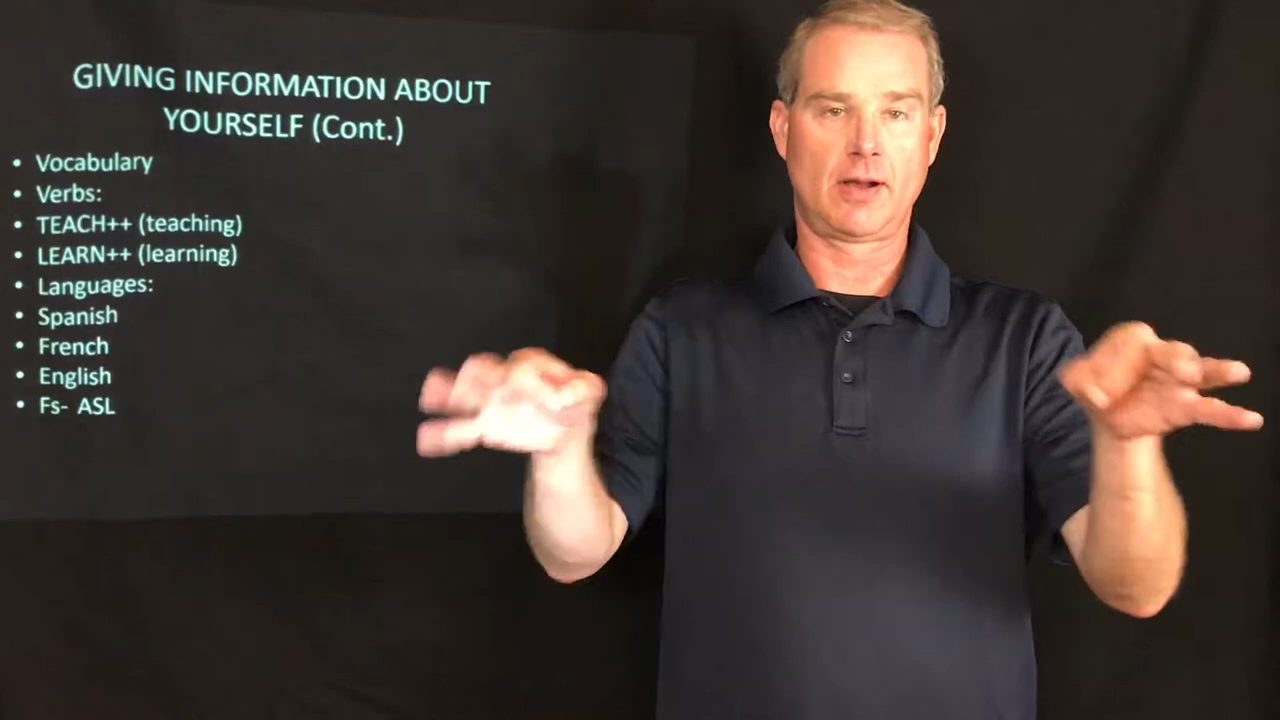 GIVING INFORMATION ABOUT
YOURSELF (Cont.)
• Vocabulary
• Verbs:
• TEACH++ (teaching)
• LEARN++ (learning)
• Languages:
• Spanish
• French
• English
• Fs- ASL